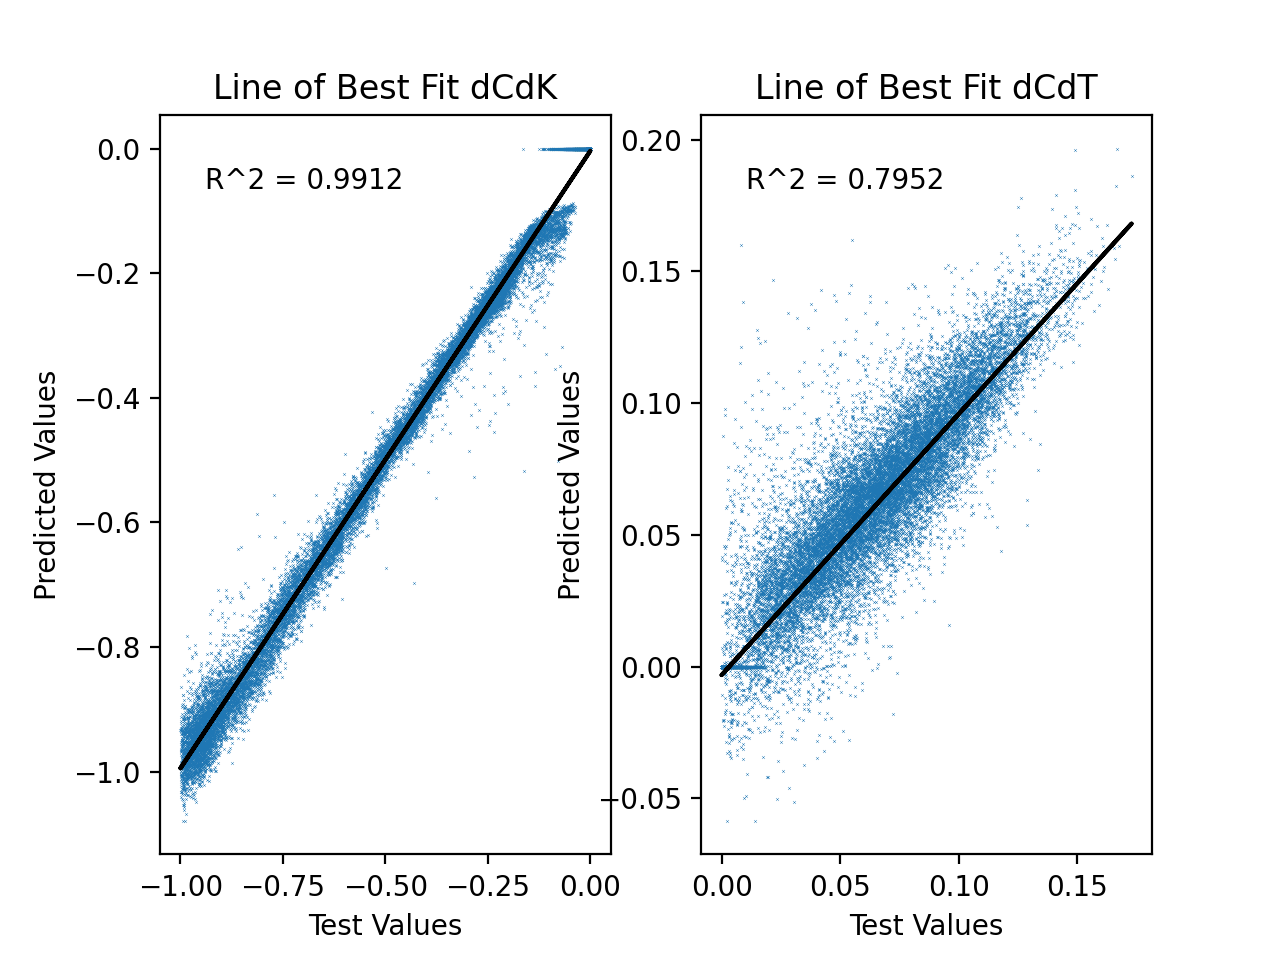 Line of Best Fit dCdK
R^2 = 0.9912
Predicted Values
0.0
−0.2
−0.4
−0.6
−0.8
−1.0
−1.00 −0.75 −0.50 −0.25 0.00
Test Values
Line of Best Fit dCdT
R^2 = 0.7952
Predicted Values
0.20
0.15
0.10
0.05
0.00
−0.05
0.00 0.05 0.10 0.15
Test Values